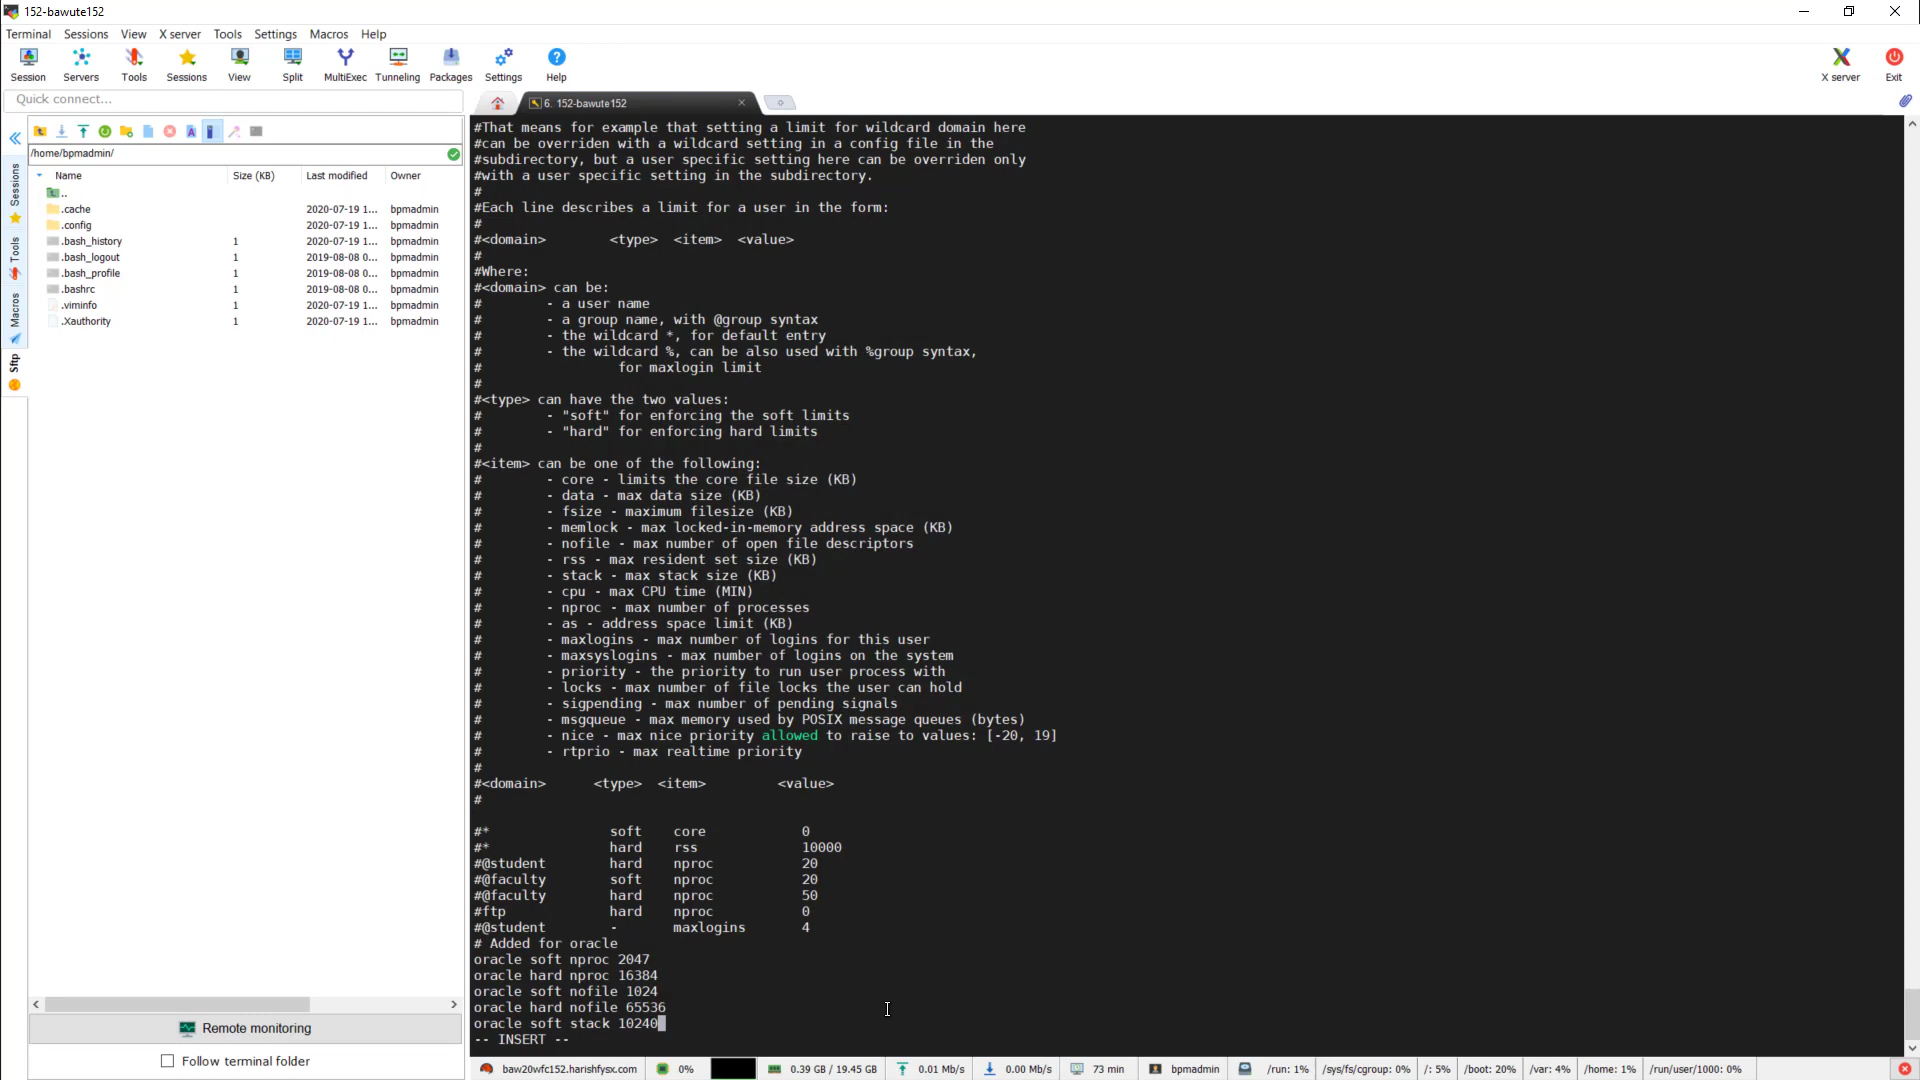 152-bawute152
Terminal Sessions View X server Tools Settings Macros Help
Session Servers Tools Sessions View Split MultiExec Tunneling Packages Settings Help X server Exit
Quick connect...
6. 152-bawute152
/home/bpmadmin/
Name Size (KB) Last modified Owner
..
.cache 2020-07-19 1... bpmadmin
.config 2020-07-19 1... bpmadmin
.bash_history 1 2020-07-19 1... bpmadmin
.bash_logout 1 2019-08-08 0... bpmadmin
.bash_profile 1 2019-08-08 0... bpmadmin
.bashrc 1 2019-08-08 0... bpmadmin
.viminfo 1 2020-07-19 1... bpmadmin
.Xauthority 1 2020-07-19 1... bpmadmin
Sessions
Tools
Macros
Sftp
Remote monitoring
Follow terminal folder
#That means for example that setting a limit for wildcard domain here
#can be overriden with a wildcard setting in a config file in the
#subdirectory, but a user specific setting here can be overriden only
#with a user specific setting in the subdirectory.
#
#Each line describes a limit for a user in the form:
#
#<domain> <type> <item> <value>
#
#Where:
#<domain> can be:
# - a user name
# - a group name, with @group syntax
# - the wildcard *, for default entry
# - the wildcard %, can be also used with %group syntax,
# for maxlogin limit
#
#<type> can have the two values:
# - "soft" for enforcing the soft limits
# - "hard" for enforcing hard limits
#
#<item> can be one of the following:
# - core - limits the core file size (KB)
# - data - max data size (KB)
# - fsize - maximum filesize (KB)
# - memlock - max locked-in-memory address space (KB)
# - nofile - max number of open file descriptors
# - rss - max resident set size (KB)
# - stack - max stack size (KB)
# - cpu - max CPU time (MIN)
# - nproc - max number of processes
# - as - address space limit (KB)
# - maxlogins - max number of logins for this user
# - maxsyslogins - max number of logins on the system
# - priority - the priority to run user process with
# - locks - max number of file locks the user can hold
# - sigpending - max number of pending signals
# - msgqueue - max memory used by POSIX message queues (bytes)
# - nice - max nice priority allowed to raise to values: [-20, 19]
# - rtprio - max realtime priority
#
#<domain> <type> <item> <value>
#
#* soft core 0
#* hard rss 10000
#@student hard nproc 20
#@faculty soft nproc 20
#@faculty hard nproc 50
#ftp hard nproc 0
#@student - maxlogins 4
# Added for oracle
oracle soft nproc 2047
oracle hard nproc 16384
oracle soft nofile 1024
oracle hard nofile 65536
oracle soft stack 10240
-- INSERT --
baw20wfc152.harishfysx.com 0% 0.39 GB / 19.45 GB 0.01 Mb/s 0.00 Mb/s 73 min bpmadmin /run: 1% /sys/fs/cgroup: 0% /: 5% /boot: 20% /var: 4% /home: 1% /run/user/1000: 0%